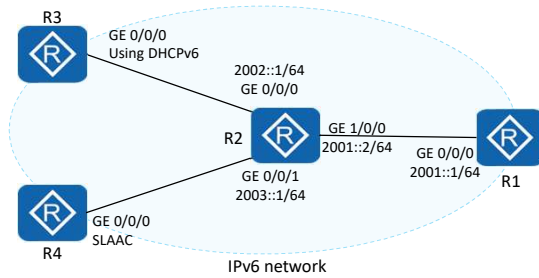 R3
GE 0/0/0
Using DHCPv6
R
2002::1/64
GE 0/0/0
R2
R
GE 1/0/0
2001::2/64
GE 0/0/0
2001::1/64
R
R1
GE 0/0/1
2003::1/64
R
GE 0/0/0
SLAAC
R4
IPv6 network